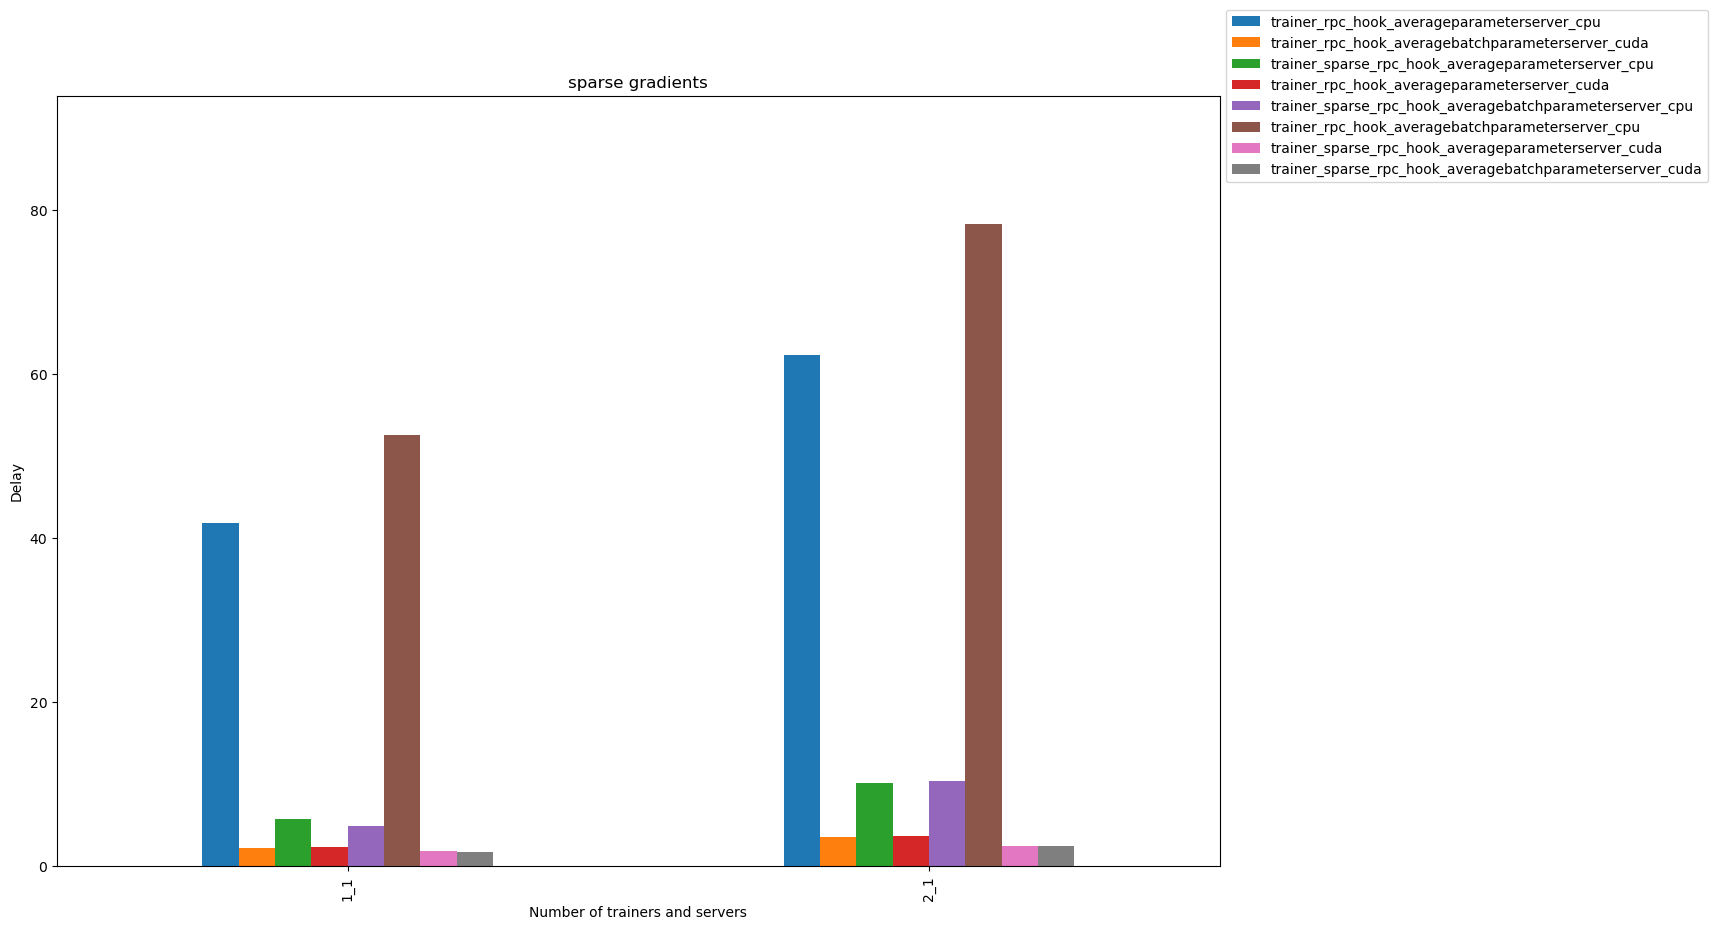 trainer_rpc_hook_averageparameterserver_cpu
trainer_rpc_hook_averagebatchparameterserver_cuda
trainer_sparse_rpc_hook_averageparameterserver_cpu
trainer_rpc_hook_averageparameterserver_cuda
trainer_sparse_rpc_hook_averagebatchparameterserver_cpu
trainer_rpc_hook_averagebatchparameterserver_cpu
trainer_sparse_rpc_hook_averageparameterserver_cuda
trainer_sparse_rpc_hook_averagebatchparameterserver_cuda
sparse gradients
80
60
40
20
0
Delay
1_1
2_1
Number of trainers and servers